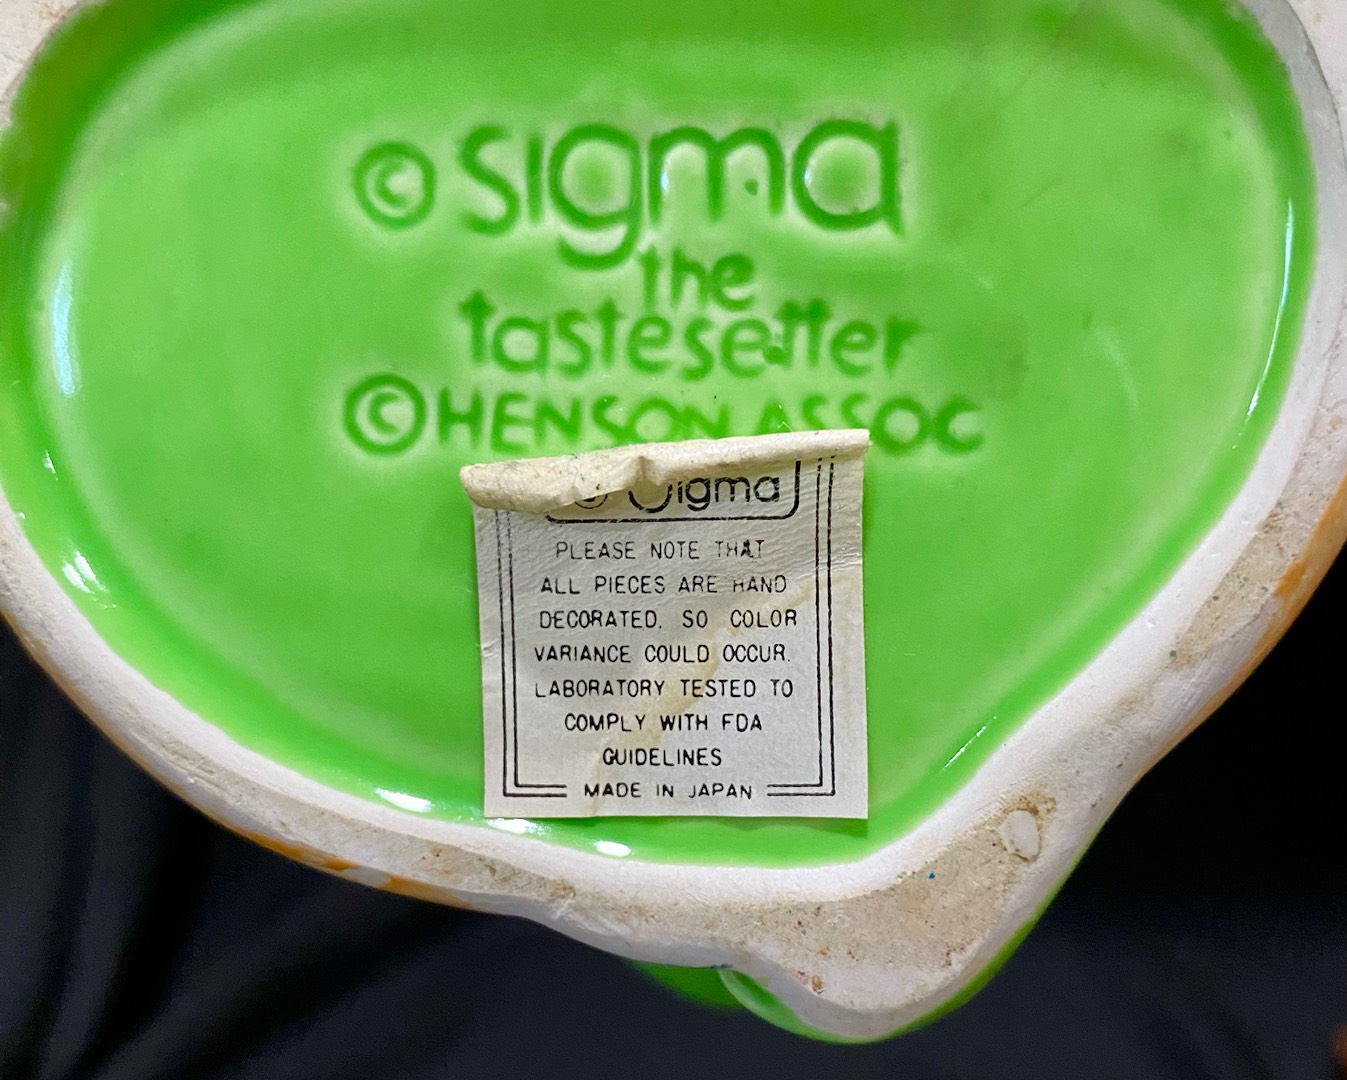 © sigma
the
tastesetter
© HENSON ASSOC
© Sigma
PLEASE NOTE THAT
ALL PIECES ARE HAND
DECORATED. SO COLOR
VARIANCE COULD OCCUR.
LABORATORY TESTED TO
COMPLY WITH FDA
GUIDELINES
MADE IN JAPAN